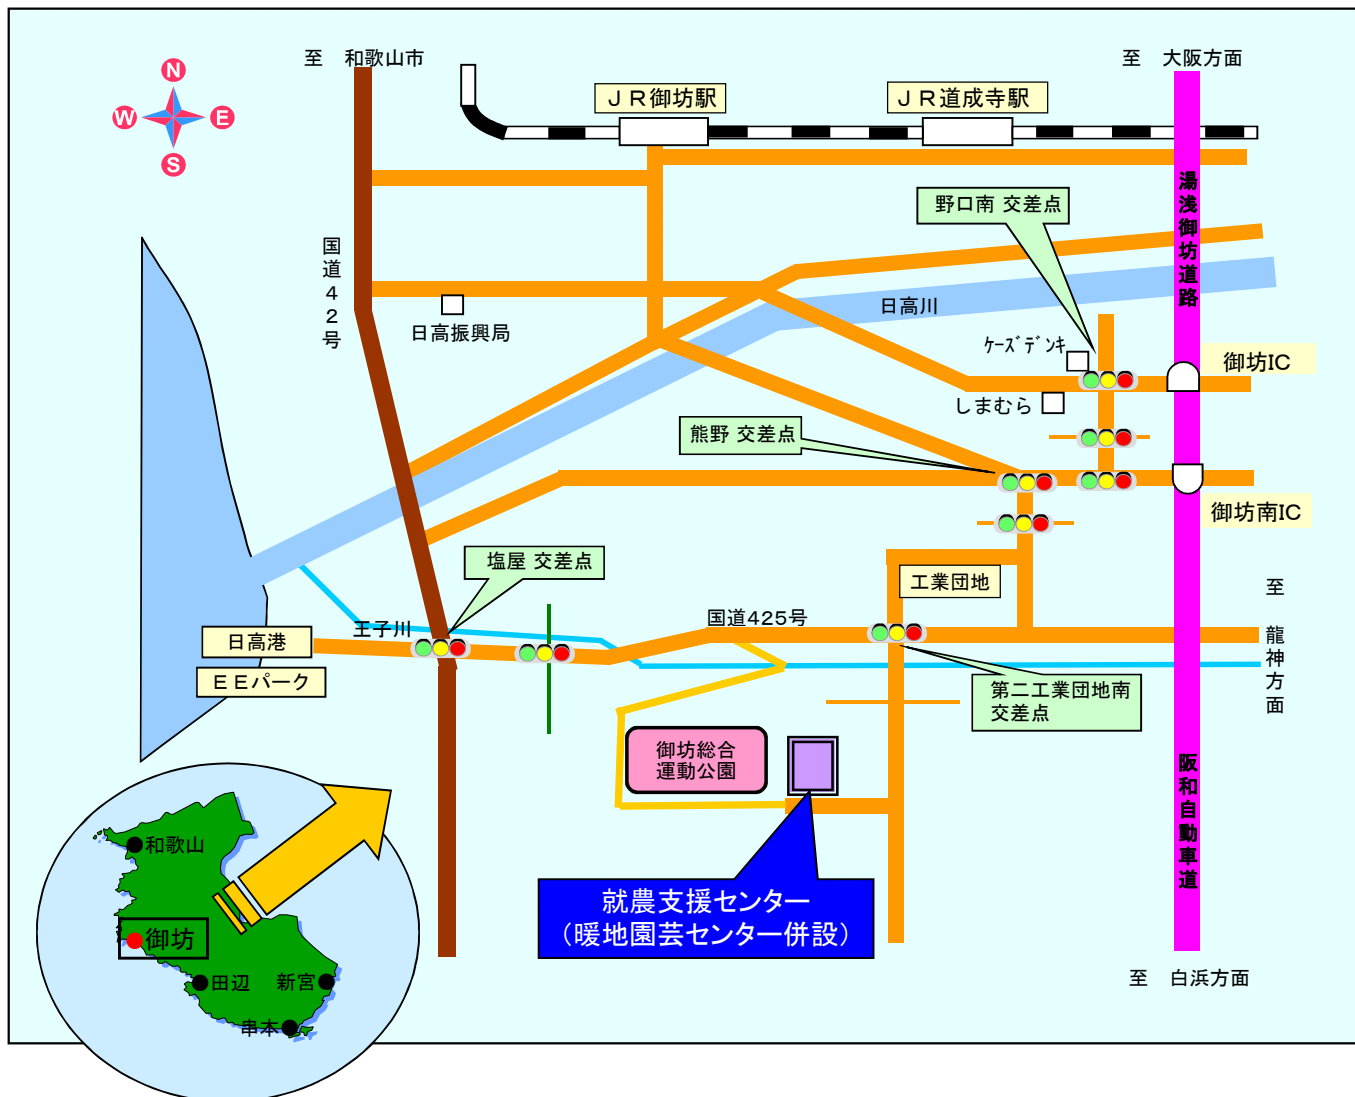 至　和歌山市
至　大阪方面
N
W
E
S
ＪＲ御坊駅
ＪＲ道成寺駅
湯浅御坊道路
野口南 交差点
国道４２号
日高川
日高振興局
ｹｰｽﾞﾃﾞﾝｷ
御坊IC
しまむら
熊野 交差点
御坊南IC
塩屋 交差点
工業団地
至　龍神方面
国道425号
王子川
日高港
ＥＥパーク
第二工業団地南
交差点
御坊総合
運動公園
阪和自動車道
就農支援センター
（暖地園芸センター併設）
和歌山
御坊
田辺
新宮
串本
至　白浜方面